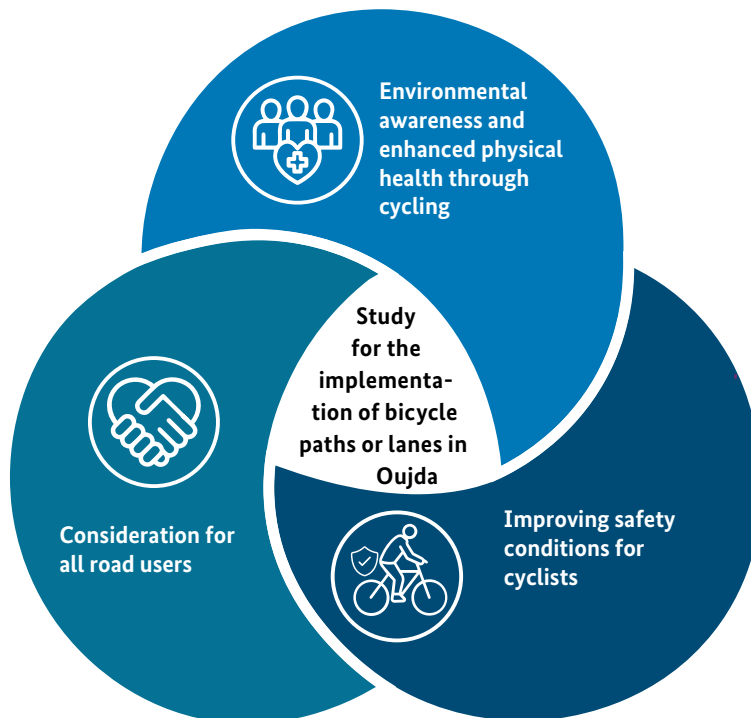 Environmental
awareness and
enhanced physical
health through
cycling
Study
for the
implementa-
tion of bicycle
paths or lanes in
Oujda
Consideration for
all road users
Improving safety
conditions for
cyclists